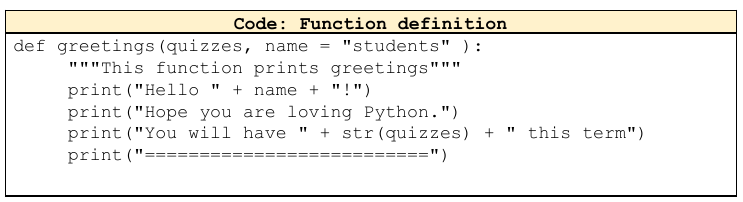 Code: Function definition
def greetings(quizzes, name = "students" ):
    """This function prints greetings"""
    print("Hello " + name + "!")
    print("Hope you are loving Python.")
    print("You will have " + str(quizzes) + " this term")
    print("==========================")